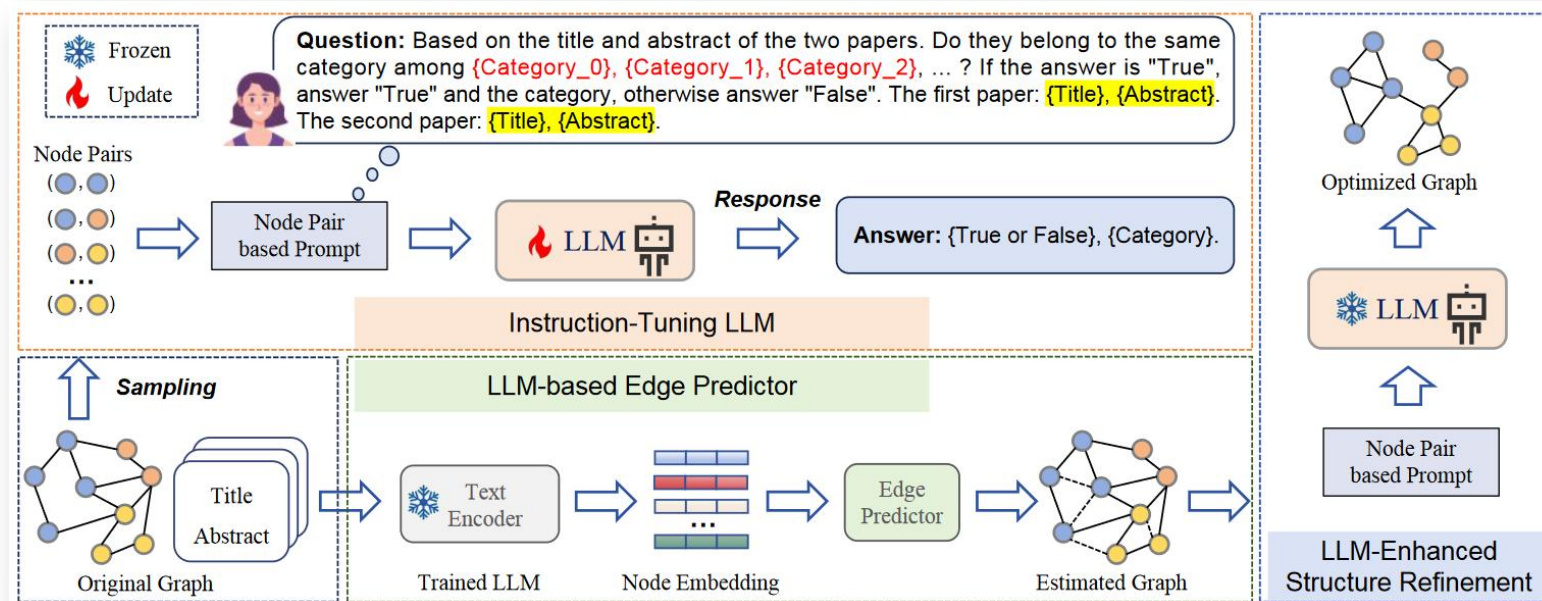 Frozen
Update
Question: Based on the title and abstract of the two papers. Do they belong to the same
category among {Category_0}, {Category_1}, {Category_2}, ... ? If the answer is "True",
answer "True" and the category, otherwise answer "False". The first paper: {Title}, {Abstract}.
The second paper: {Title}, {Abstract}.
Node Pairs
( , )
( , )
( , )
...
( , )
Node Pair
based Prompt
LLM
Response
Answer: {True or False}, {Category}.
Instruction-Tuning LLM
Sampling
Title
Abstract
Original Graph
LLM-based Edge Predictor
Text
Encoder
Trained LLM
...
Node Embedding
Edge
Predictor
Estimated Graph
Optimized Graph
LLM
Node Pair
based Prompt
LLM-Enhanced
Structure Refinement